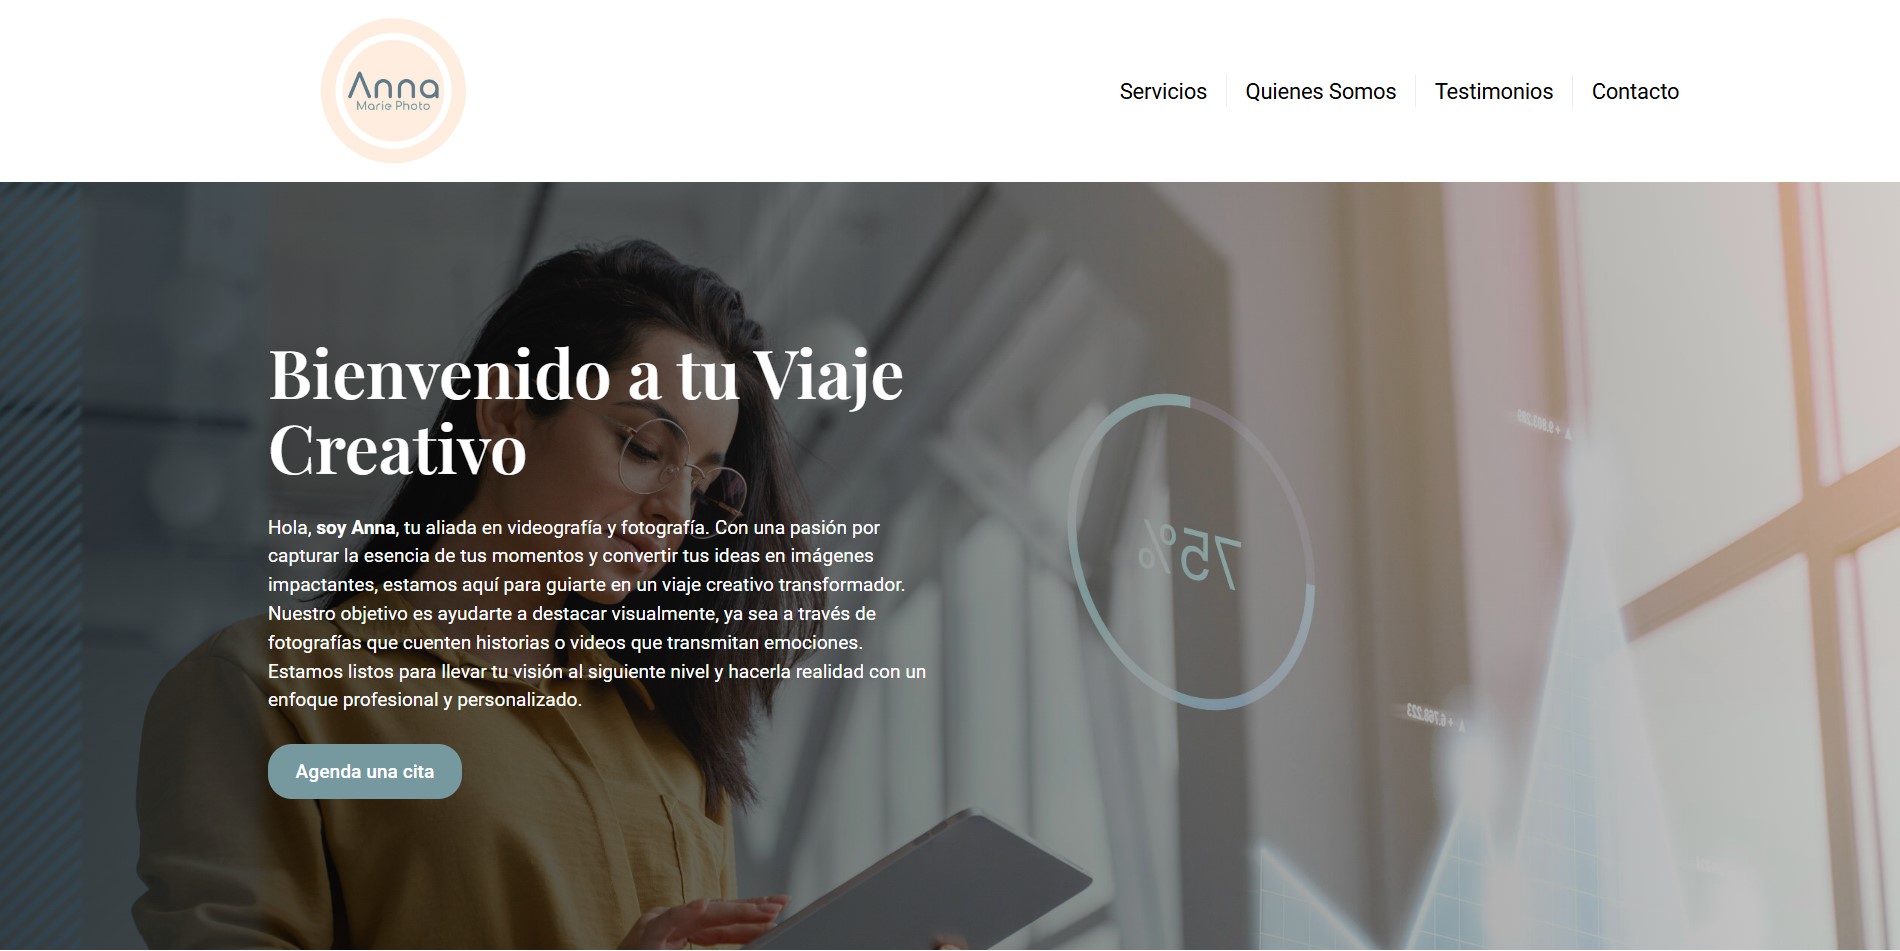 Anna
Marie Photo
Servicios
Quienes Somos
Testimonios
Contacto
Bienvenido a tu Viaje
Creativo
Hola, soy Anna, tu aliada en videografía y fotografía. Con una pasión por
capturar la esencia de tus momentos y convertir tus ideas en imágenes
impactantes, estamos aquí para guiarte en un viaje creativo transformador.
Nuestro objetivo es ayudarte a destacar visualmente, ya sea a través de
fotografías que cuenten historias o videos que transmitan emociones.
Estamos listos para llevar tu visión al siguiente nivel y hacerla realidad con un
enfoque profesional y personalizado.
Agenda una cita
75%